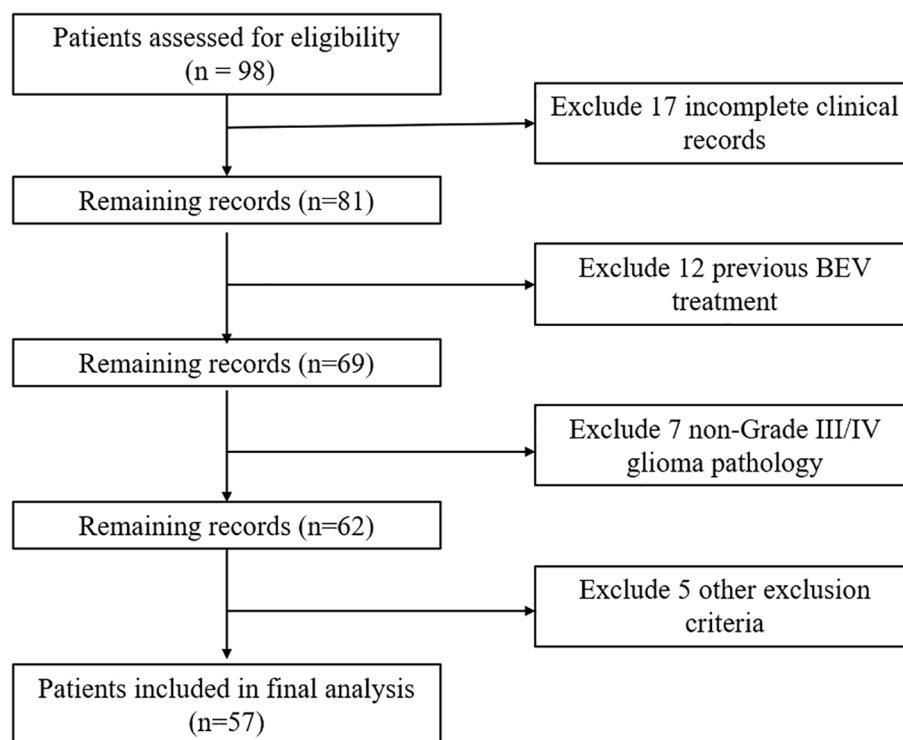 Patients assessed for eligibility
(n = 98)
Exclude 17 incomplete clinical
records
Remaining records (n=81)
Exclude 12 previous BEV
treatment
Remaining records (n=69)
Exclude 7 non-Grade III/IV
glioma pathology
Remaining records (n=62)
Exclude 5 other exclusion
criteria
Patients included in final analysis
(n=57)